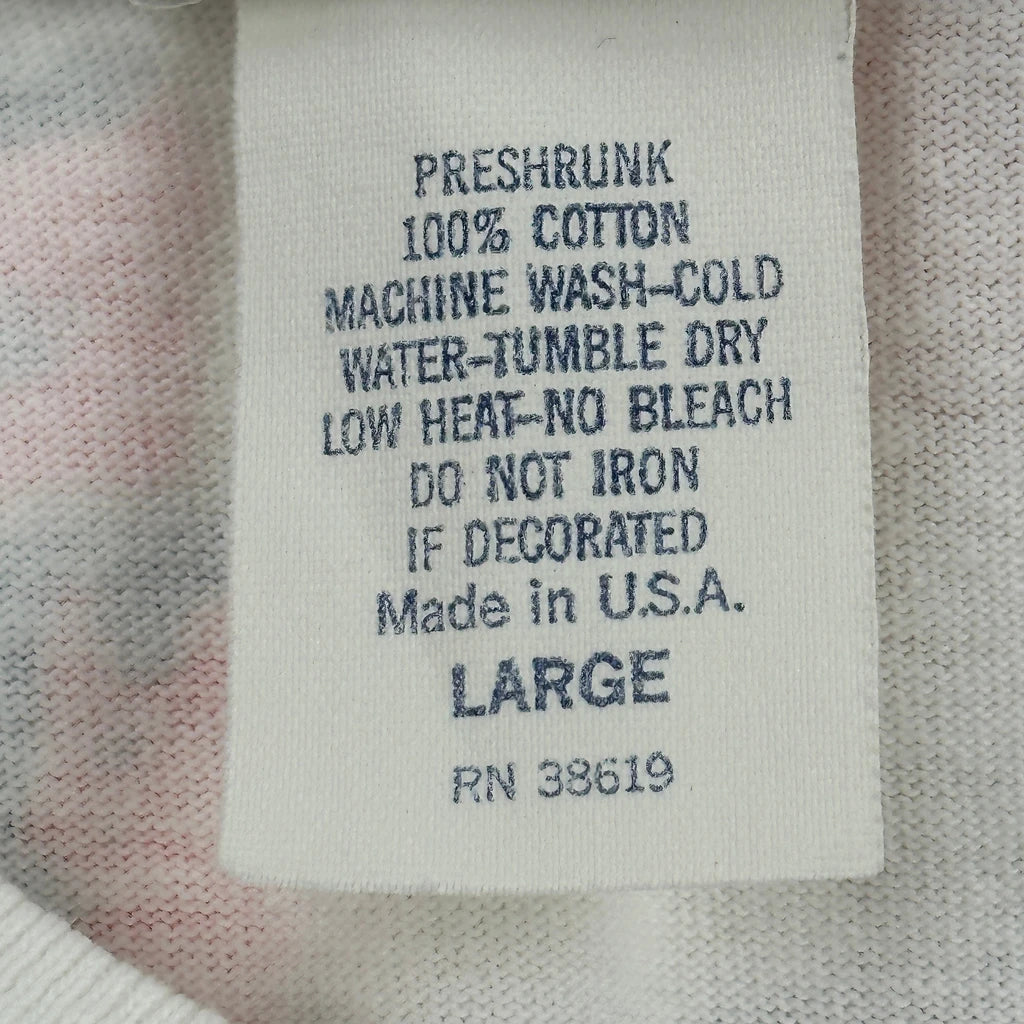 PRESHRUNK
100% COTTON
MACHINE WASH-COLD
WATER-TUMBLE DRY
LOW HEAT-NO BLEACH
DO NOT IRON
IF DECORATED
Made in U.S.A.
LARGE
RN 38619